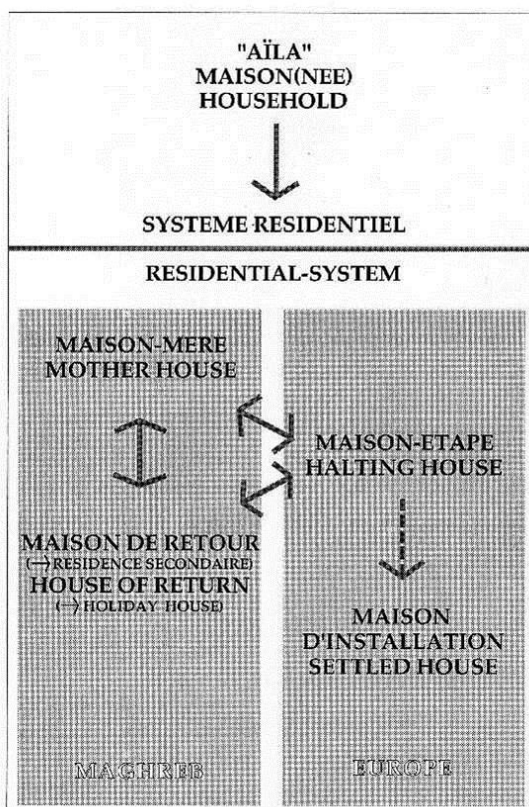 "AÏLA"
MAISON(NEE)
HOUSEHOLD
SYSTEME RESIDENTIEL
RESIDENTIAL-SYSTEM
MAISON-MERE
MOTHER HOUSE
MAISON-ETAPE
HALTING HOUSE
MAISON DE RETOUR
(→RESIDENCE SECONDAIRE)
HOUSE OF RETURN
(→HOLIDAY HOUSE)
MAISON
D'INSTALLATION
SETTLED HOUSE
MAGHREB
EUROPE